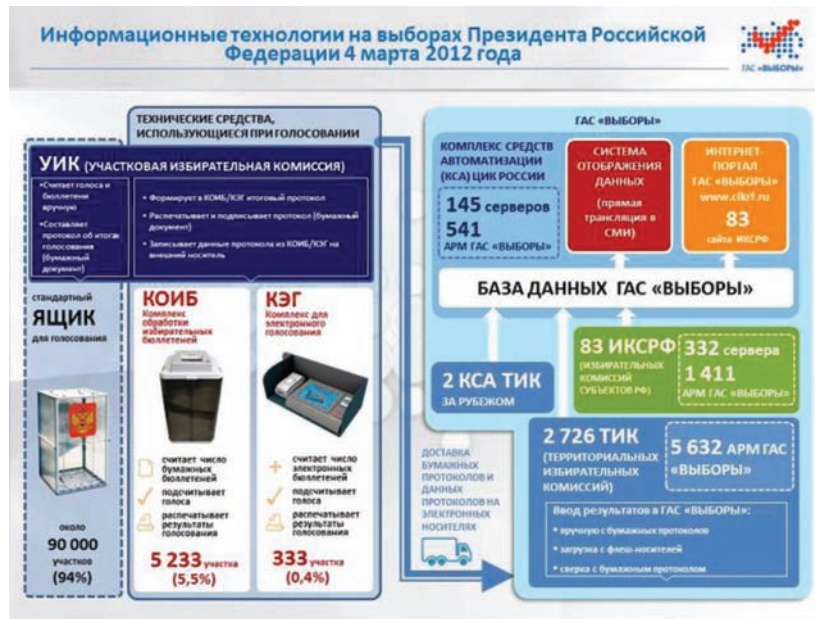 Информационные технологии на выборах Президента Российской
Федерации 4 марта 2012 года
ГАС «ВЫБОРЫ»
ТЕХНИЧЕСКИЕ СРЕДСТВА,
ИСПОЛЬЗУЮЩИЕСЯ ПРИ ГОЛОСОВАНИИ
УИК (УЧАСТКОВАЯ ИЗБИРАТЕЛЬНАЯ КОМИССИЯ)
•Считает голоса и
бюллетени
вручную
•Составляет
протокол об итогах
голосования
(бумажный
документ)
• Формирует в КОИБ/КЭГ итоговый протокол
• Распечатывает и подписывает протокол (бумажный
документ)
• Записывает данные протокола из КОИБ/КЭГ на
внешний носитель
стандартный
ЯЩИК
для голосования
около
90 000
участков
(94%)
КОИБ
Комплекс
обработки
избирательных
бюллетеней
считает число
бумажных
бюллетеней
подсчитывает
голоса
распечатывает
результаты
голосования
5 233 участка
(5,5%)
КЭГ
Комплекс для
электронного
голосования
считает число
электронных
бюллетеней
подсчитывает
голоса
распечатывает
результаты
голосования
333 участка
(0,4%)
ДОСТАВКА
БУМАЖНЫХ
ПРОТОКОЛОВ И
ДАННЫХ
ПРОТОКОЛОВ НА
ЭЛЕКТРОННЫХ
НОСИТЕЛЯХ
ГАС «ВЫБОРЫ»
КОМПЛЕКС СРЕДСТВ
АВТОМАТИЗАЦИИ
(КСА) ЦИК РОССИИ
145 серверов
541
АРМ ГАС «ВЫБОРЫ»
СИСТЕМА
ОТОБРАЖЕНИЯ
ДАННЫХ
(прямая
трансляция в
СМИ)
ИНТЕРНЕТ-
ПОРТАЛ
ГАС «ВЫБОРЫ»
www.cikrf.ru
83
сайта ИКСРФ
БАЗА ДАННЫХ ГАС «ВЫБОРЫ»
2 КСА ТИК
ЗА РУБЕЖОМ
83 ИКСРФ
(ИЗБИРАТЕЛЬНЫХ
КОМИССИЙ
СУБЪЕКТОВ РФ)
332 сервера
1 411
АРМ ГАС «ВЫБОРЫ»
2 726 ТИК
(ТЕРРИТОРИАЛЬНЫХ
ИЗБИРАТЕЛЬНЫХ
КОМИССИЙ)
5 632 АРМ ГАС
«ВЫБОРЫ»
Ввод результатов в ГАС «ВЫБОРЫ»:
• вручную с бумажных протоколов
• загрузка с флеш-носителей
• сверка с бумажным протоколом